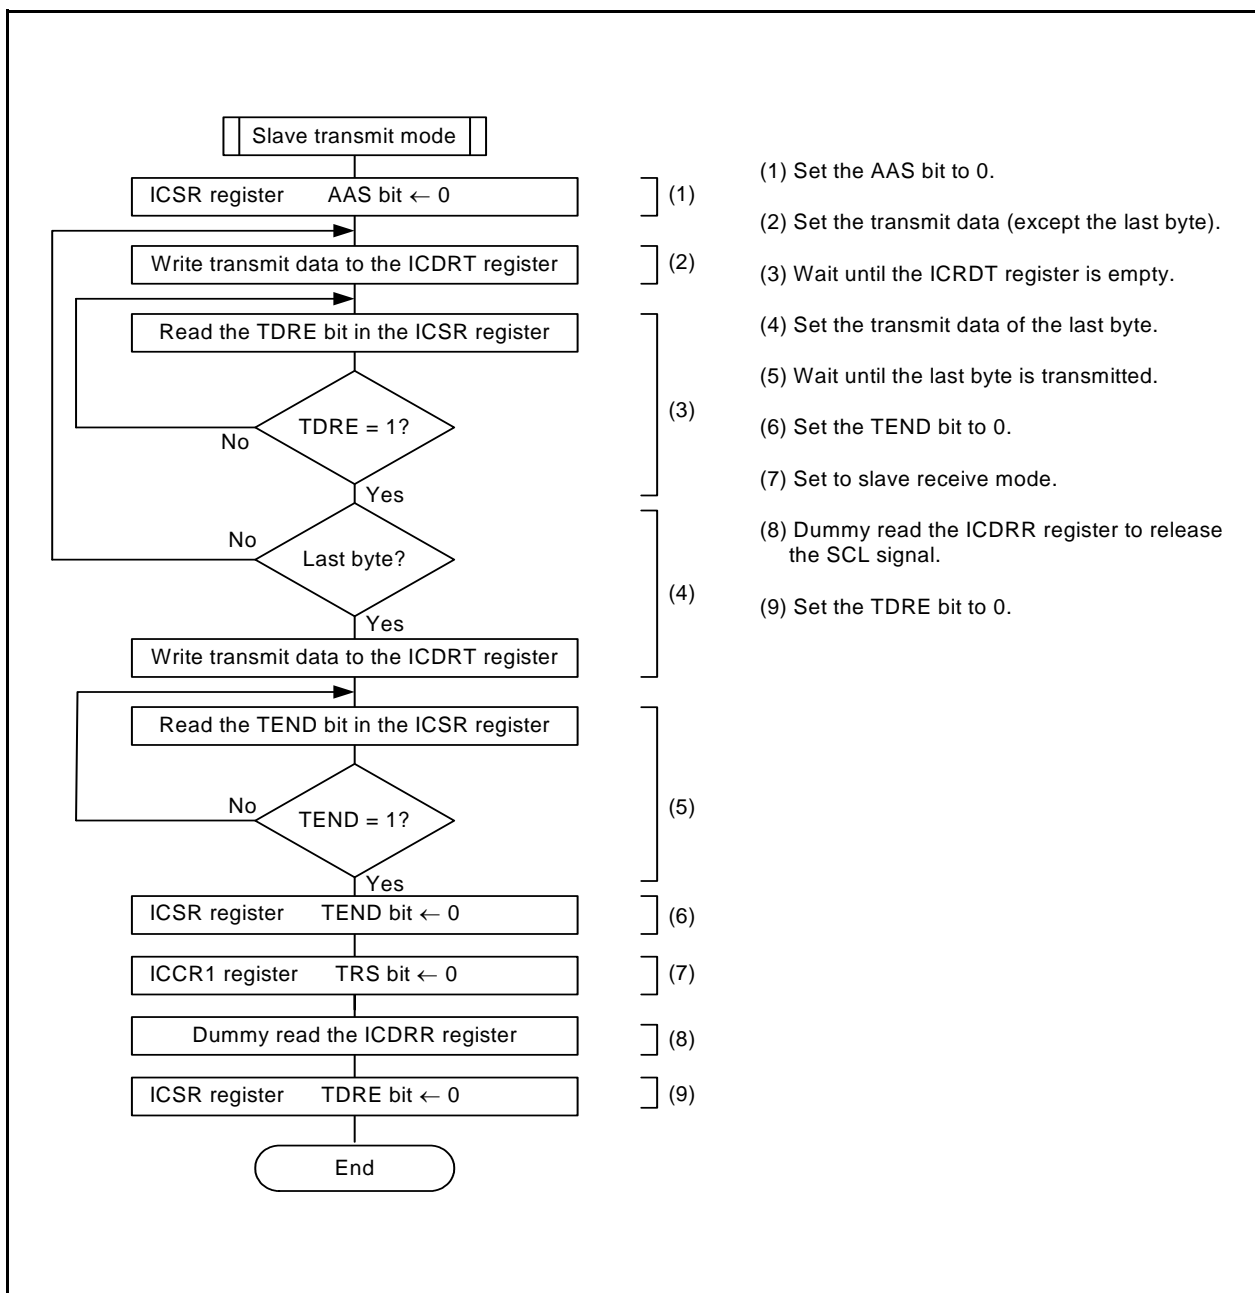 Slave transmit mode
ICSR register AAS bit ← 0
(1)
Write transmit data to the ICDRT register
(2)
Read the TDRE bit in the ICSR register
TDRE = 1?
No
Yes
(3)
Last byte?
No
Yes
Write transmit data to the ICDRT register
(4)
Read the TEND bit in the ICSR register
TEND = 1?
No
Yes
(5)
ICSR register TEND bit ← 0
(6)
ICCR1 register TRS bit ← 0
(7)
Dummy read the ICDRR register
(8)
ICSR register TDRE bit ← 0
(9)
End
(1) Set the AAS bit to 0.
(2) Set the transmit data (except the last byte).
(3) Wait until the ICRDT register is empty.
(4) Set the transmit data of the last byte.
(5) Wait until the last byte is transmitted.
(6) Set the TEND bit to 0.
(7) Set to slave receive mode.
(8) Dummy read the ICDRR register to release
the SCL signal.
(9) Set the TDRE bit to 0.